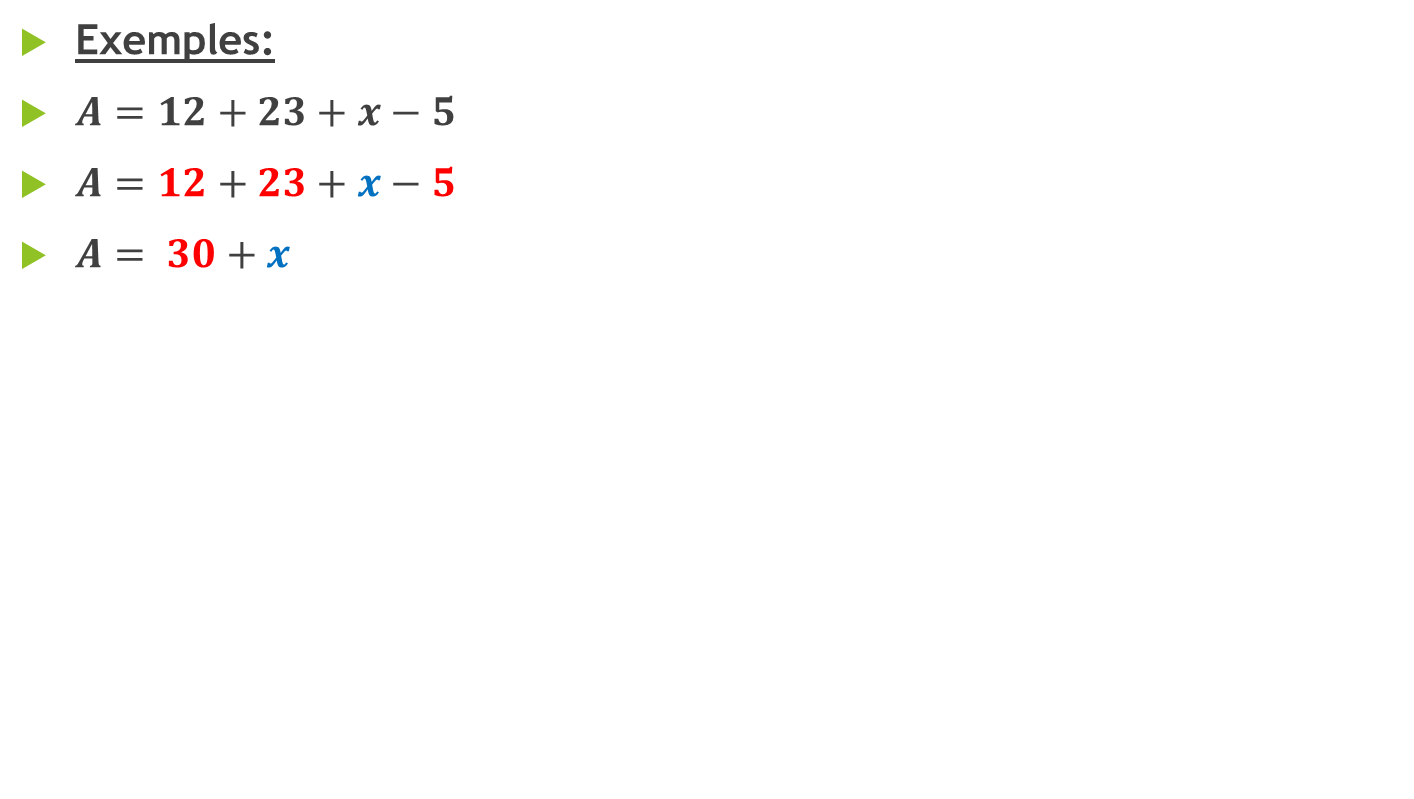 Exemples:
A = 12 + 23 + x − 5
A = 12 + 23 + x − 5
A = 30 + x